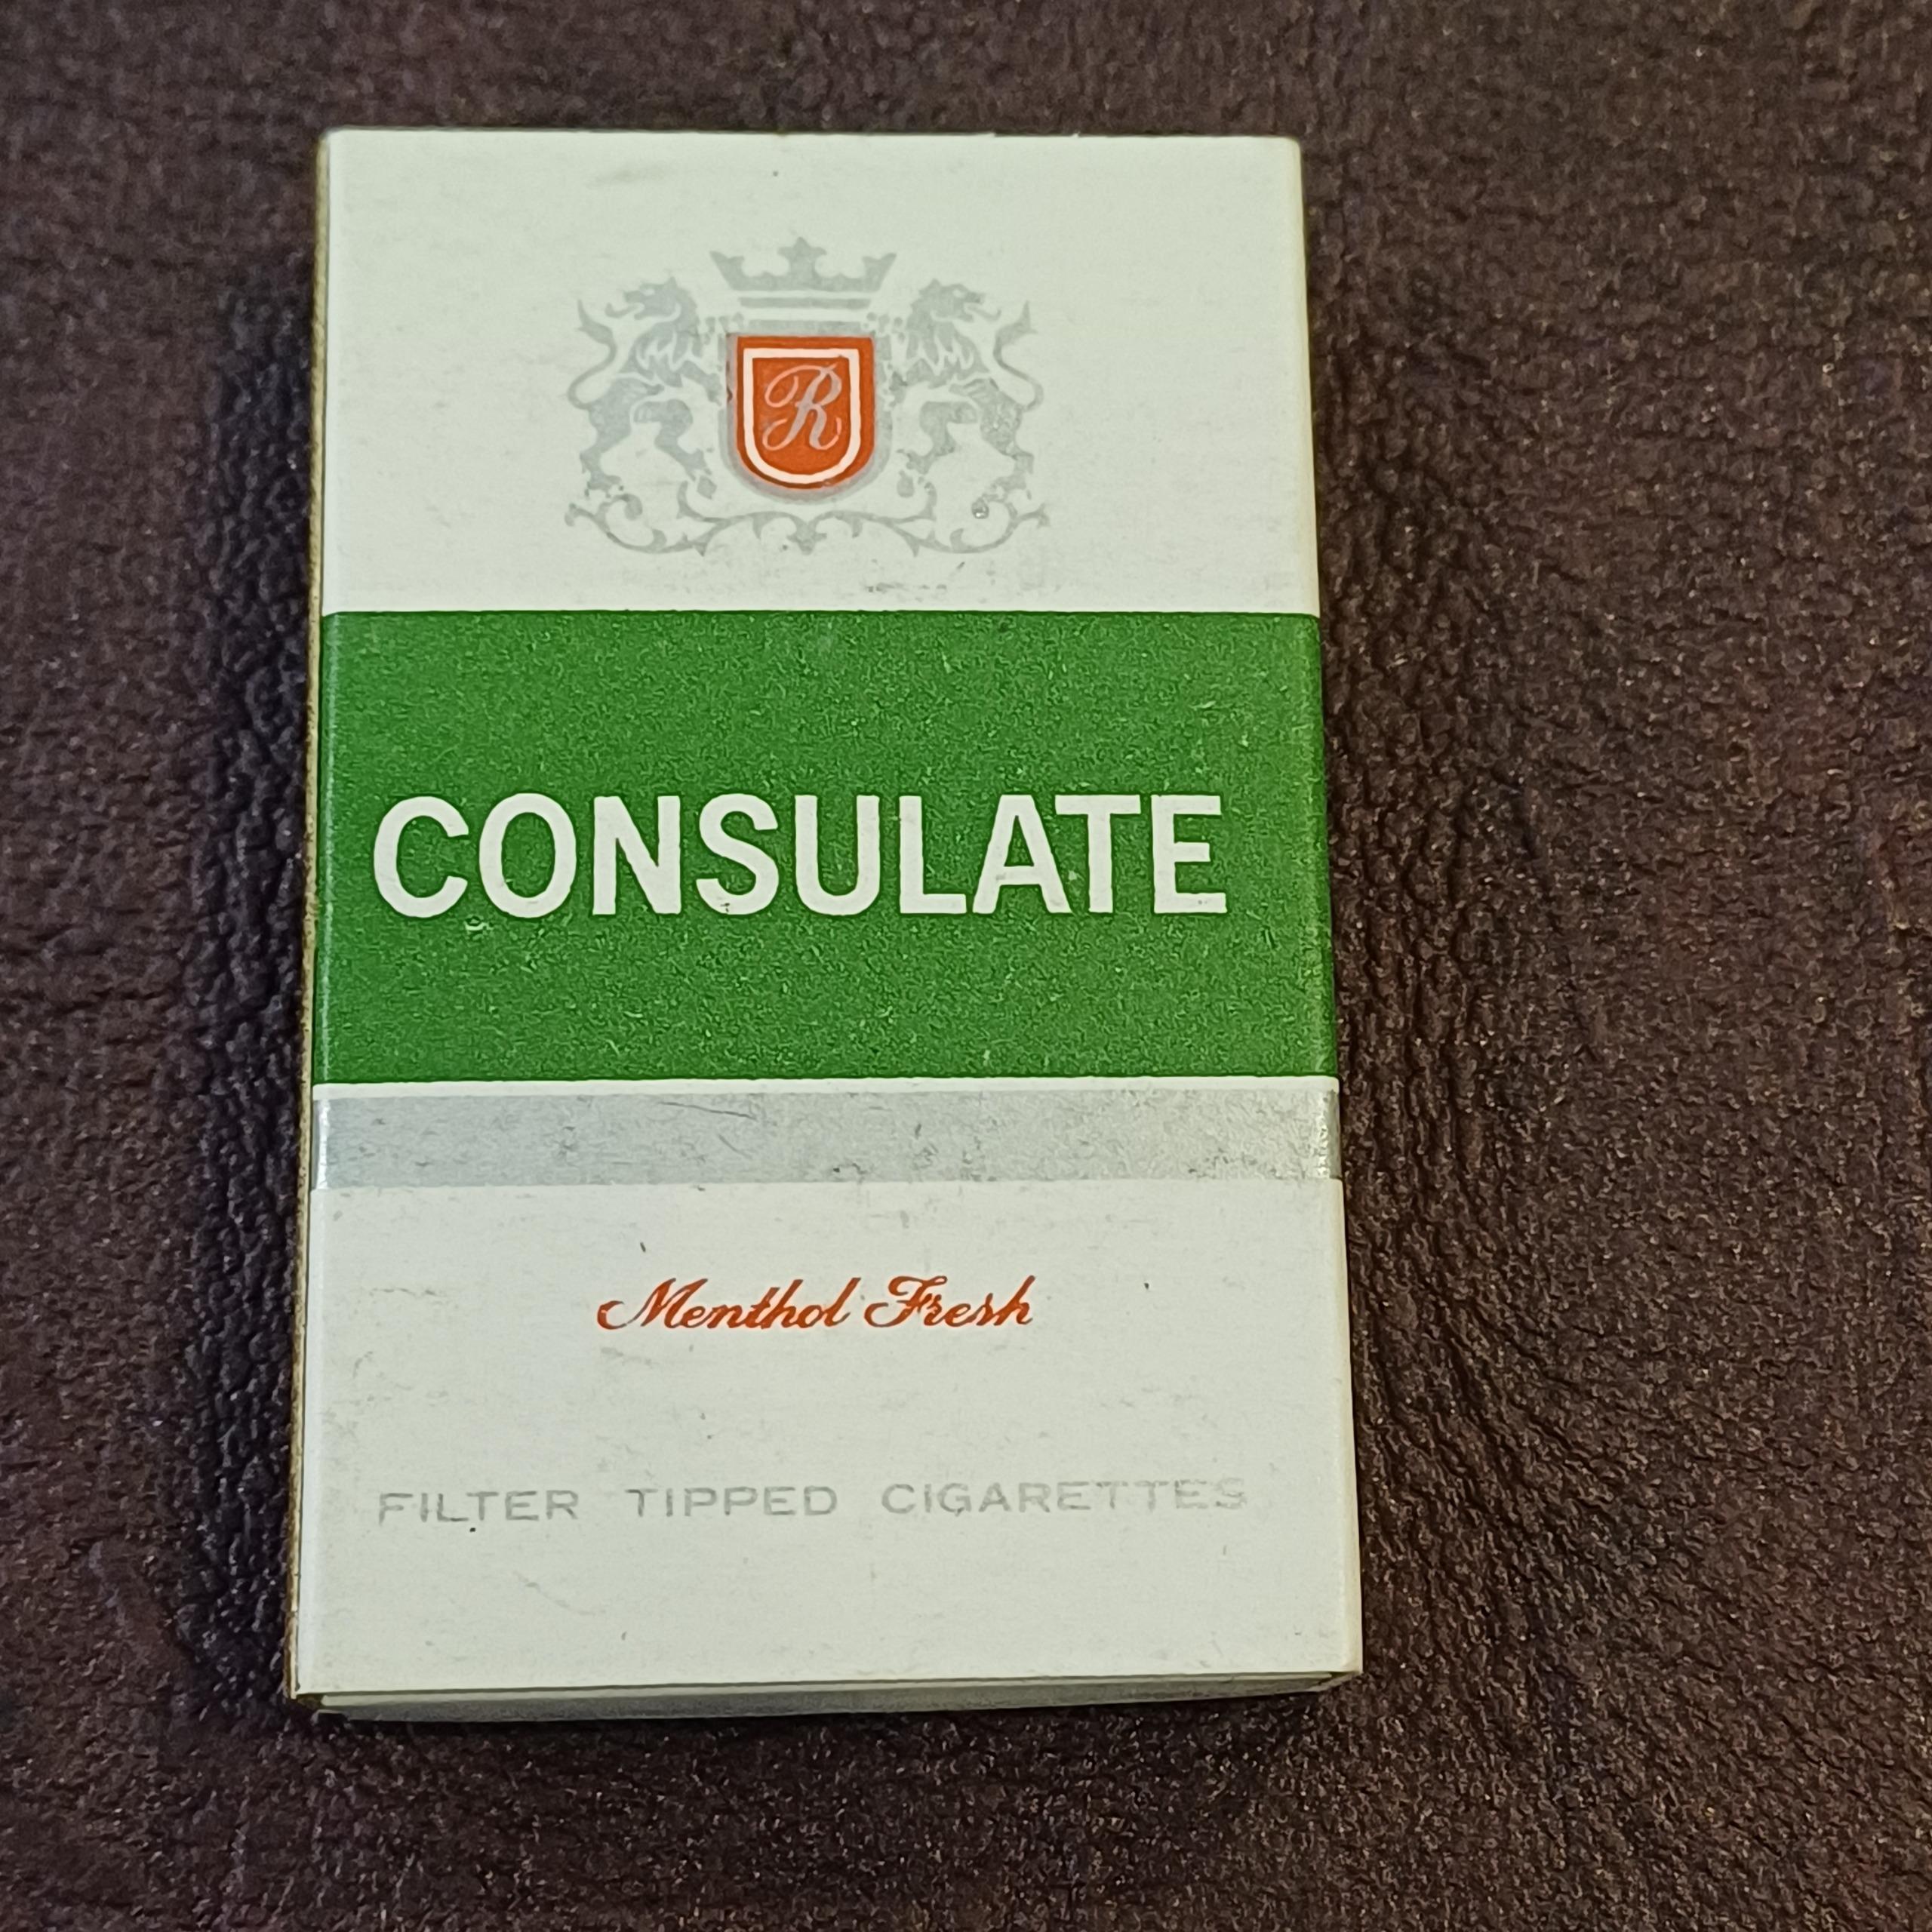 R
CONSULATE
Menthol Fresh
FILTER TIPPED CIGARETTES